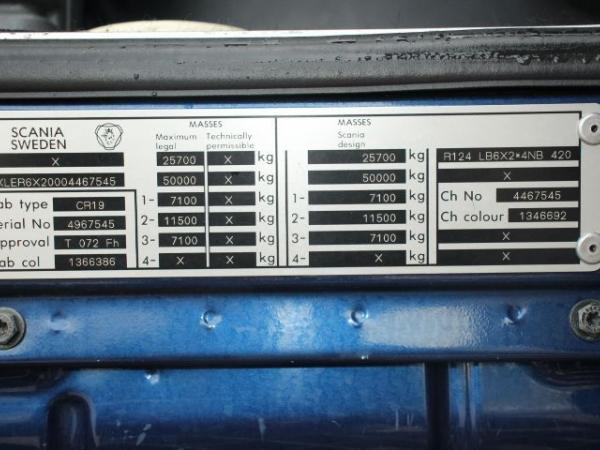 SCANIA
SWEDEN
X
XLER6X20004467545
ab type CR19
erial No 4967545
pproval T 072 Fh
ab col 1366386
MASSES
Maximum legal Technically permissible
25700 X kg
50000 X kg
1- 7100 X kg
2- 11500 X kg
3- 7100 X kg
4- X X kg
MASSES
Scania design
25700 kg
50000 kg
1- 7100 kg
2- 11500 kg
3- 7100 kg
4- X X kg
R124 LB6X2*4NB 420
X
Ch No 4467545
Ch colour 1346692
X
X